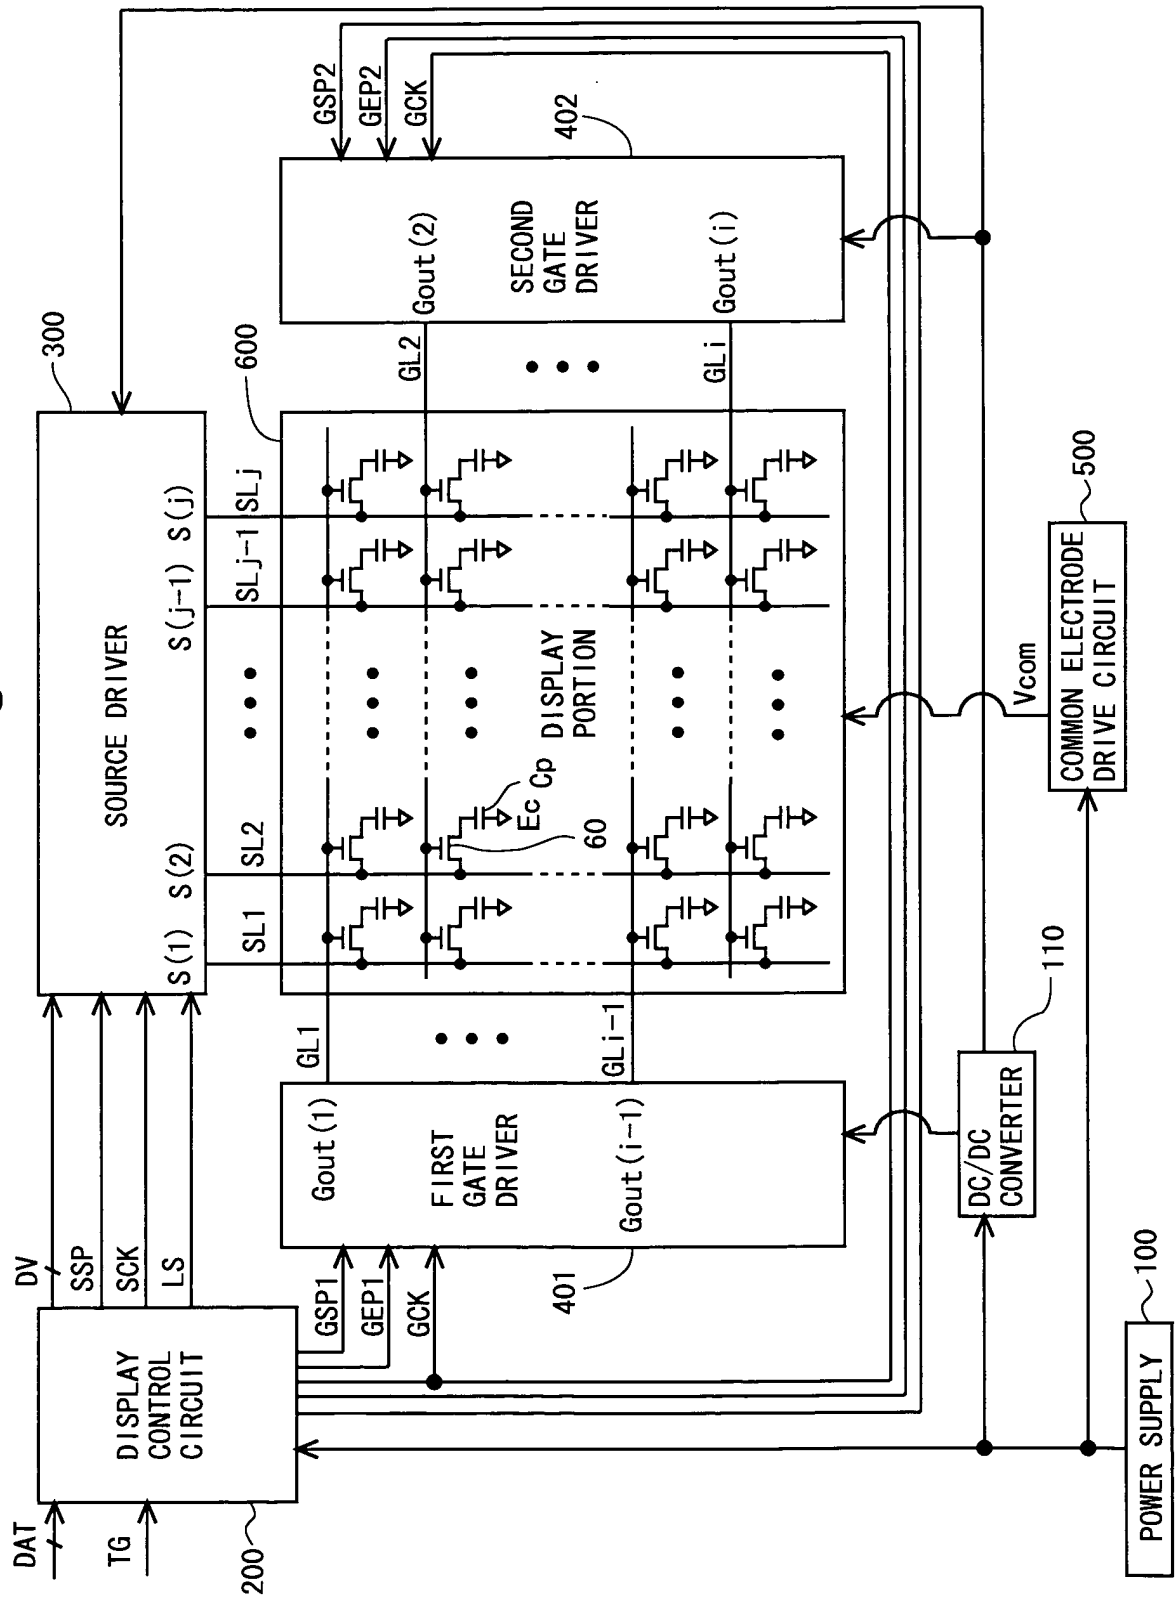 DAT
TG
200
DISPLAY
CONTROL
CIRCUIT
DV
SSP
SCK
LS
SOURCE DRIVER
300
S(1)
S(2)
S(j-1)
S(j)
SL1
SL2
SLj-1
SLj
600
GSP1
GEP1
GCK
401
Gout(1)
FIRST
GATE
DRIVER
Gout(i-1)
GL1
GLi-1
Ec
Cp
60
DISPLAY
PORTION
GL2
GLi
Gout(2)
SECOND
GATE
DRIVER
Gout(i)
402
GSP2
GEP2
GCK
POWER SUPPLY
100
DC/DC
CONVERTER
110
Vcom
COMMON ELECTRODE
DRIVE CIRCUIT
500